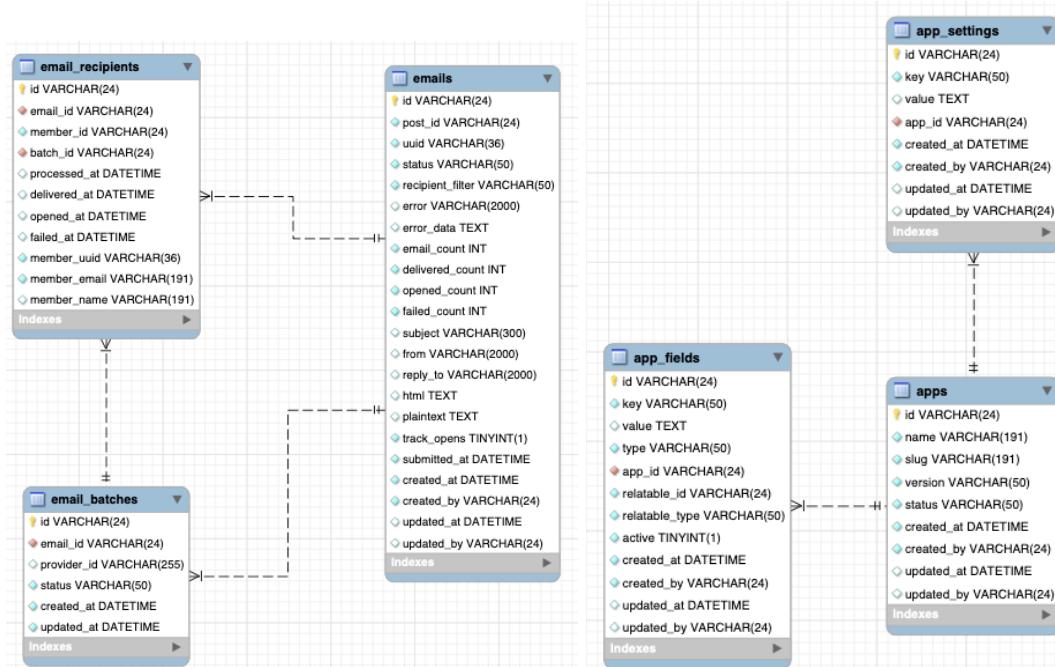 email_recipients
id VARCHAR(24)
email_id VARCHAR(24)
member_id VARCHAR(24)
batch_id VARCHAR(24)
processed_at DATETIME
delivered_at DATETIME
opened_at DATETIME
failed_at DATETIME
member_uuid VARCHAR(36)
member_email VARCHAR(191)
member_name VARCHAR(191)
Indexes
email_batches
id VARCHAR(24)
email_id VARCHAR(24)
provider_id VARCHAR(255)
status VARCHAR(50)
created_at DATETIME
updated_at DATETIME
Indexes
emails
id VARCHAR(24)
post_id VARCHAR(24)
uuid VARCHAR(36)
status VARCHAR(50)
recipient_filter VARCHAR(50)
error VARCHAR(2000)
error_data TEXT
email_count INT
delivered_count INT
opened_count INT
failed_count INT
subject VARCHAR(300)
from VARCHAR(2000)
reply_to VARCHAR(2000)
html TEXT
plaintext TEXT
track_opens TINYINT(1)
submitted_at DATETIME
created_at DATETIME
created_by VARCHAR(24)
updated_at DATETIME
updated_by VARCHAR(24)
Indexes
app_fields
id VARCHAR(24)
key VARCHAR(50)
value TEXT
type VARCHAR(50)
app_id VARCHAR(24)
relatable_id VARCHAR(24)
relatable_type VARCHAR(50)
active TINYINT(1)
created_at DATETIME
created_by VARCHAR(24)
updated_at DATETIME
updated_by VARCHAR(24)
Indexes
app_settings
id VARCHAR(24)
key VARCHAR(50)
value TEXT
app_id VARCHAR(24)
created_at DATETIME
created_by VARCHAR(24)
updated_at DATETIME
updated_by VARCHAR(24)
Indexes
apps
id VARCHAR(24)
name VARCHAR(191)
slug VARCHAR(191)
version VARCHAR(50)
status VARCHAR(50)
created_at DATETIME
created_by VARCHAR(24)
updated_at DATETIME
updated_by VARCHAR(24)
Indexes